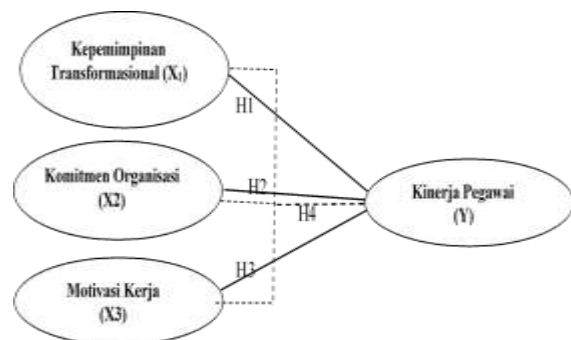 Kepemimpinan
Transformasional (X1)
H1
Komitmen Organisasi
(X2)
H2
H4
Kinerja Pegawai
(Y)
H3
Motivasi Kerja
(X3)